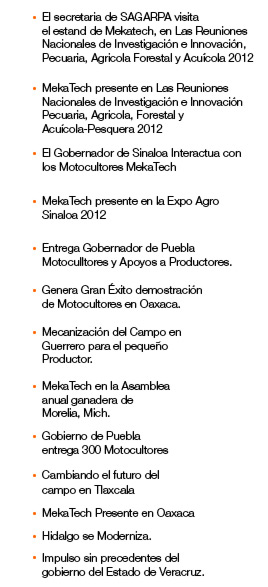 • El secretaria de SAGARPA visita
el estand de Mekatech, en Las Reuniones
Nacionales de Investigación e Innovación,
Pecuaria, Agricola Forestal y Acuícola 2012
• MekaTech presente en Las Reuniones
Nacionales de Investigación e Innovación
Pecuaria, Agricola, Forestal y
Acuícola-Pesquera 2012
• El Gobernador de Sinaloa Interactua con
los Motocultores MekaTech
• MekaTech presente en la Expo Agro
Sinaloa 2012
• Entrega Gobernador de Puebla
Motoculltores y Apoyos a Productores.
• Genera Gran Éxito demostración
de Motocultores en Oaxaca.
• Mecanización del Campo en
Guerrero para el pequeño
Productor.
• MekaTech en la Asamblea
anual ganadera de
Morelia, Mich.
• Gobierno de Puebla
entrega 300 Motocultores
• Cambiando el futuro del
campo en Tlaxcala
• MekaTech Presente en Oaxaca
• Hidalgo se Moderniza.
• Impulso sin precedentes del
gobierno del Estado de Veracruz.